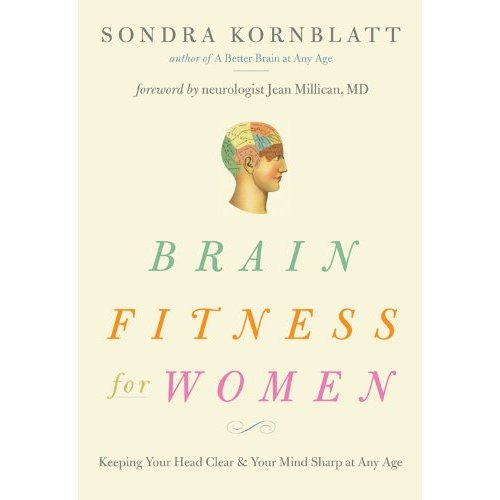 SONDRA KORNBLATT
author of A Better Brain at Any Age
foreword by neurologist Jean Millican, MD
BRAIN
FITNESS
for WOMEN
Keeping Your Head Clear & Your Mind Sharp at Any Age